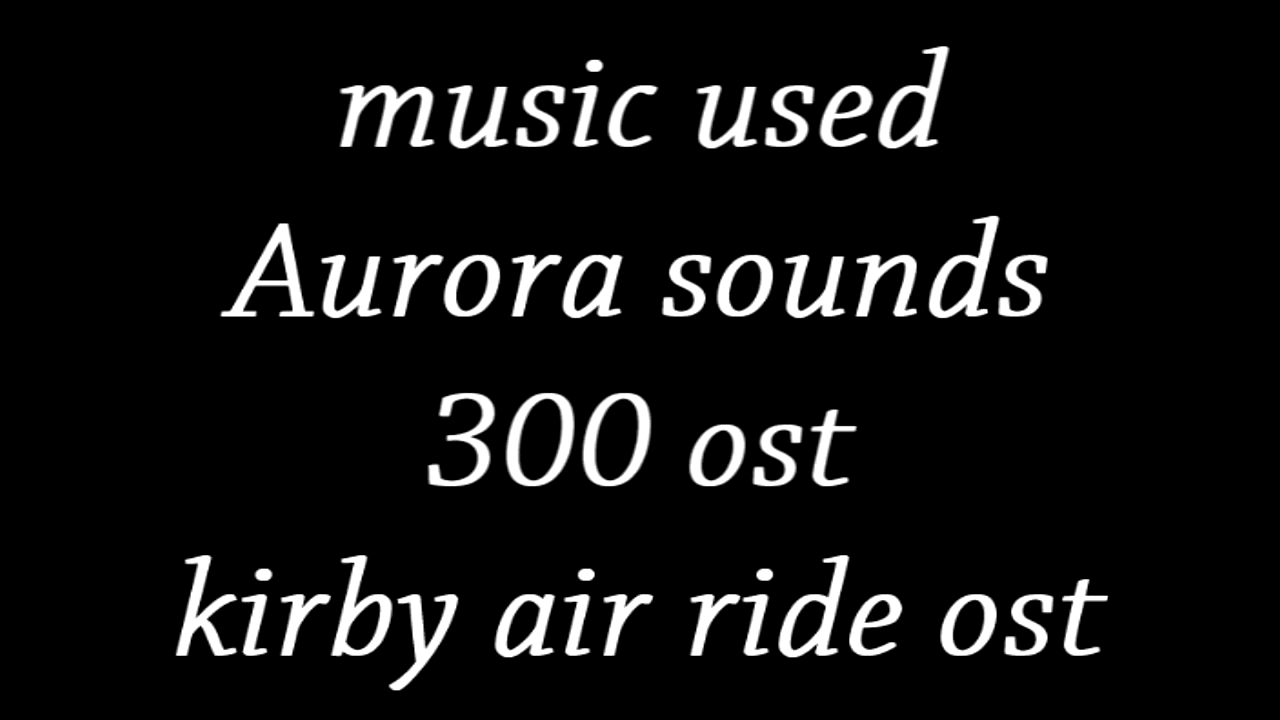 music used
Aurora sounds
300 ost
kirby air ride ost